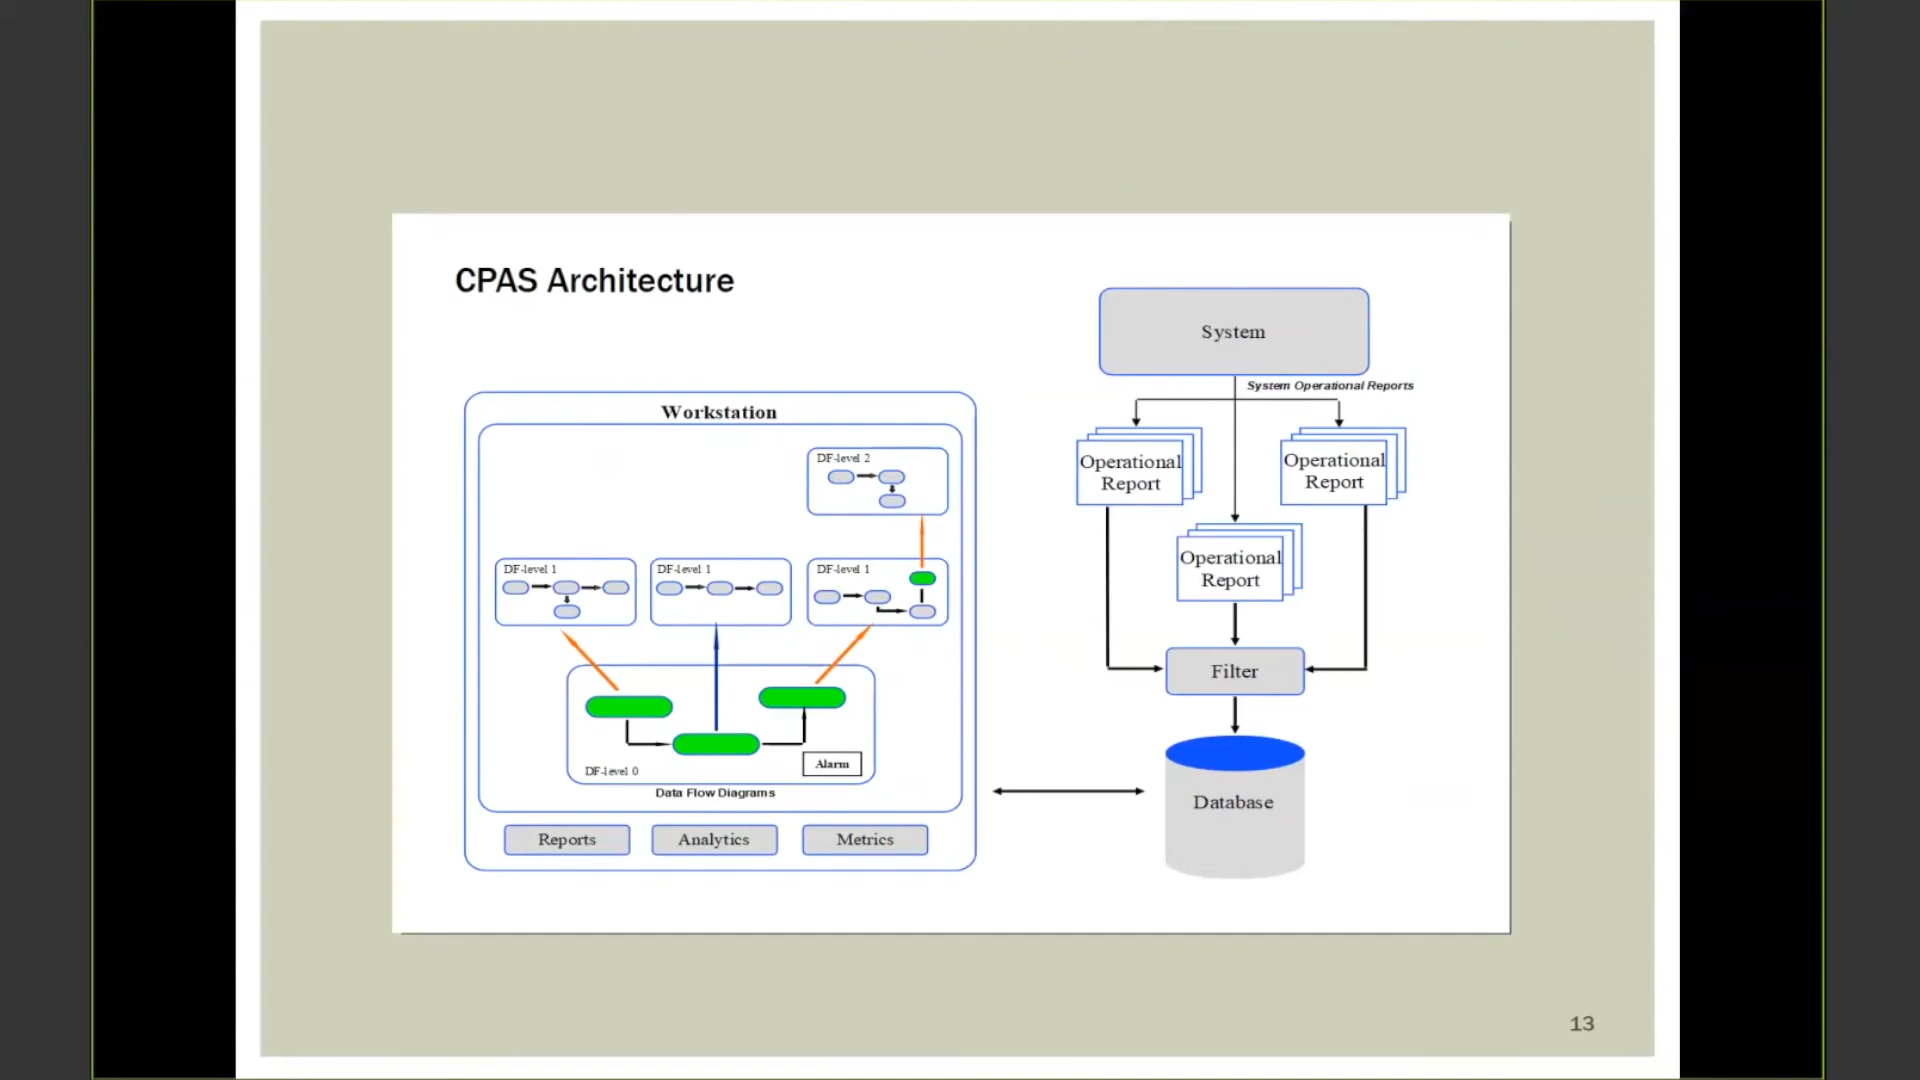 CPAS Architecture
System
System Operational Reports
Workstation
DF-level 2
Operational
Report
Operational
Report
Operational
Report
DF-level 1
DF-level 1
DF-level 1
Filter
Alarm
DF-level 0
Data Flow Diagrams
Database
Reports
Analytics
Metrics
13